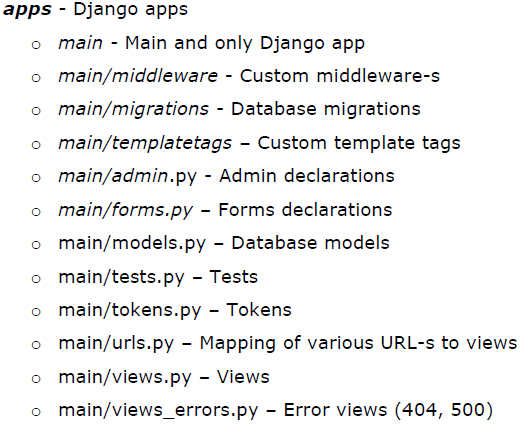 apps - Django apps
o main - Main and only Django app
o main/middleware - Custom middleware-s
o main/migrations - Database migrations
o main/templatetags – Custom template tags
o main/admin.py - Admin declarations
o main/forms.py – Forms declarations
o main/models.py – Database models
o main/tests.py – Tests
o main/tokens.py – Tokens
o main/urls.py – Mapping of various URL-s to views
o main/views.py – Views
o main/views_errors.py – Error views (404, 500)